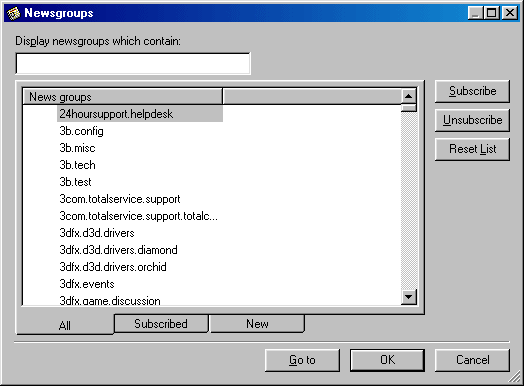 Newsgroups
Display newsgroups which contain:
News groups
24hoursupport.helpdesk
3b.config
3b.misc
3b.tech
3b.test
3com.totalservice.support
3com.totalservice.support.totalc...
3dfx.d3d.drivers
3dfx.d3d.drivers.diamond
3dfx.d3d.drivers.orchid
3dfx.events
3dfx.game.discussion
Subscribe
Unsubscribe
Reset List
All Subscribed New
Go to OK Cancel